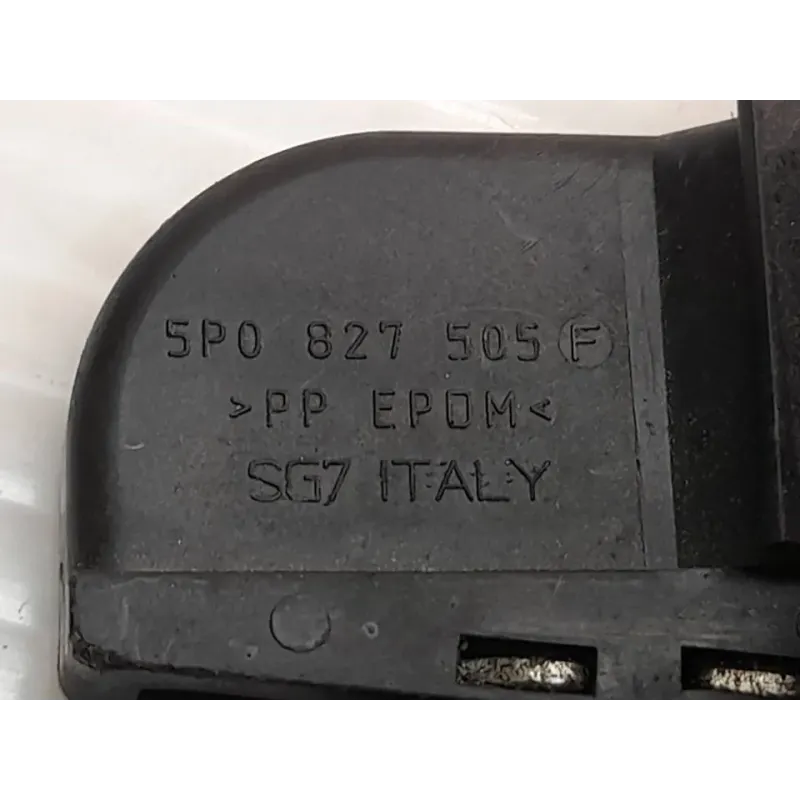 5P0 827 505 F
>PP EPDM<
SG7 ITALY